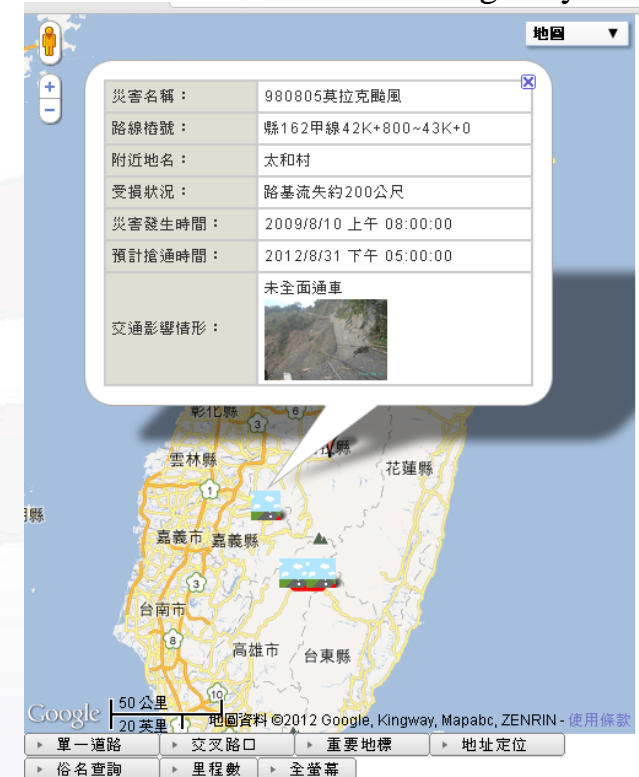 地圖 ▼
災害名稱： 980805莫拉克颱風
路線樁號： 縣162甲線42K+800~43K+0
附近地名： 太和村
受損狀況： 路基流失約200公尺
災害發生時間： 2009/8/10 上午 08:00:00
預計搶通時間： 2012/8/31 下午 05:00:00
交通影響情形： 未全面通車
彰化縣
3
6
雲林縣
花蓮縣
1
縣
嘉義市 嘉義縣
3
台南市
8
高雄市
台東縣
10
Google
50 公里
20 英里
地圖資料 ©2012 Google, Kingway, Mapabc, ZENRIN - 使用條款
單一道路
交叉路口
重要地標
地址定位
俗名查詢
里程數
全螢幕